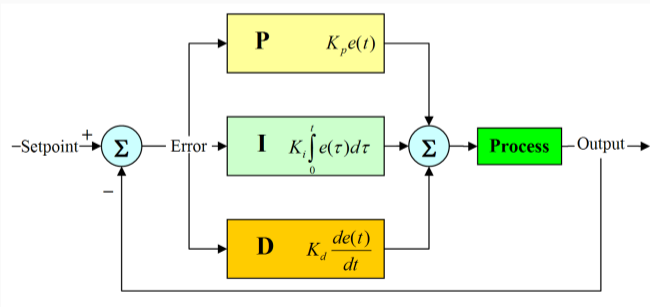 P K_p e(t)
–Setpoint + Σ Error I K_i ∫_0^t e(τ)dτ Σ Process Output
–
D K_d de(t)/dt